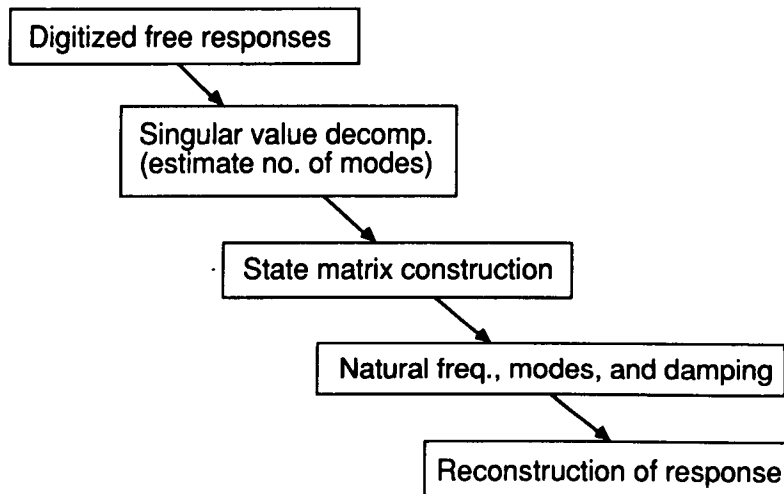 Digitized free responses
Singular value decomp.
(estimate no. of modes)
State matrix construction
Natural freq., modes, and damping
Reconstruction of response